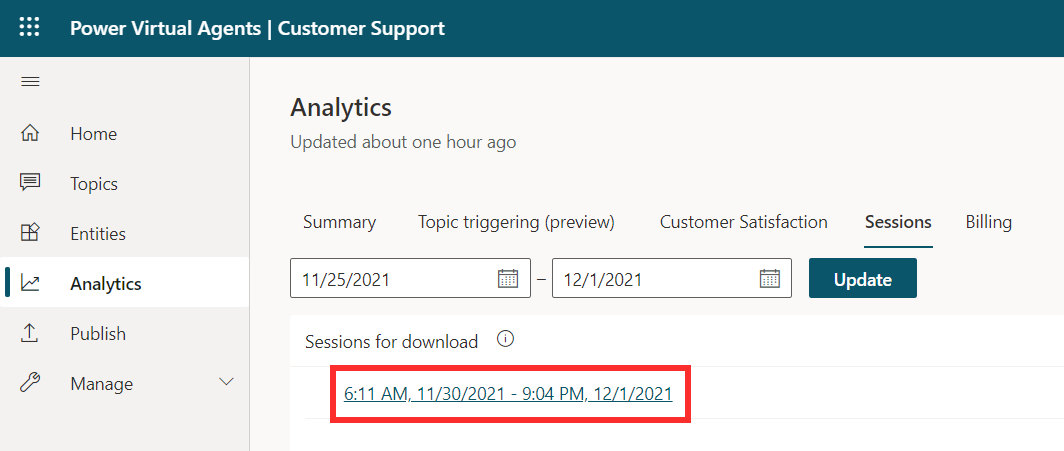 Power Virtual Agents | Customer Support
Home
Topics
Entities
Analytics
Publish
Manage
Analytics
Updated about one hour ago
Summary Topic triggering (preview) Customer Satisfaction Sessions Billing
11/25/2021 – 12/1/2021 Update
Sessions for download
6:11 AM, 11/30/2021 - 9:04 PM, 12/1/2021